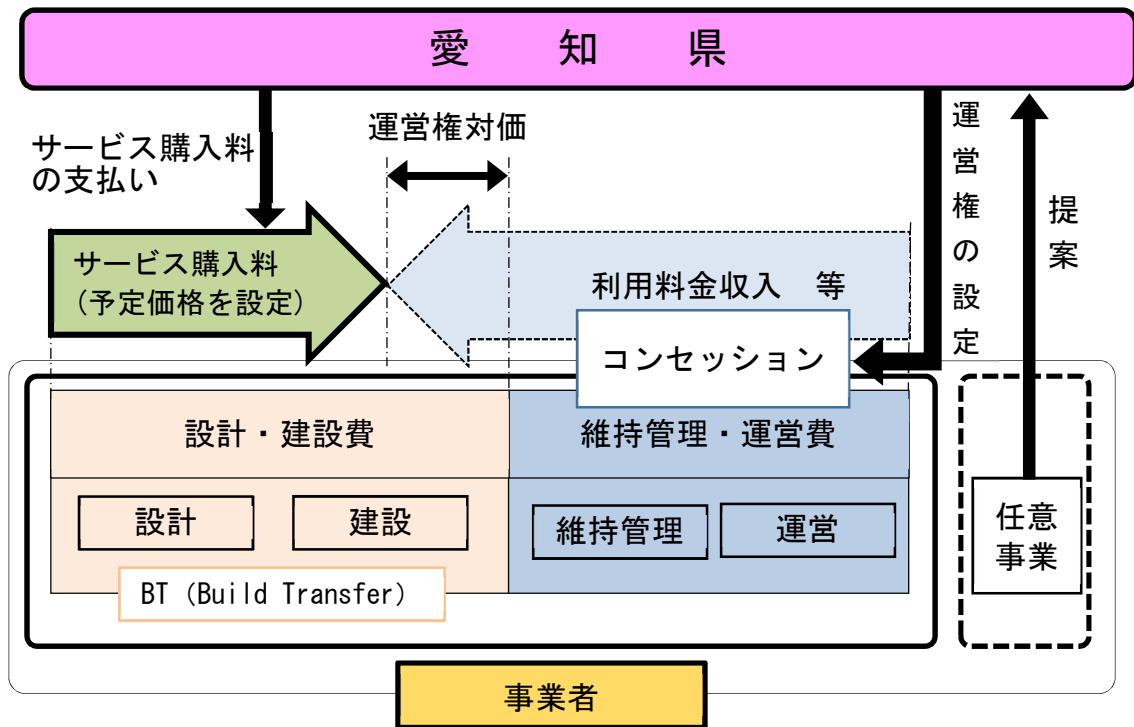 愛　知　県
サービス購入料
の支払い
運営権対価
運営権の設定
提案
サービス購入料
(予定価格を設定)
利用料金収入　等
コンセッション
設計・建設費
維持管理・運営費
設計
建設
維持管理
運営
BT (Build Transfer)
任意
事業
事業者